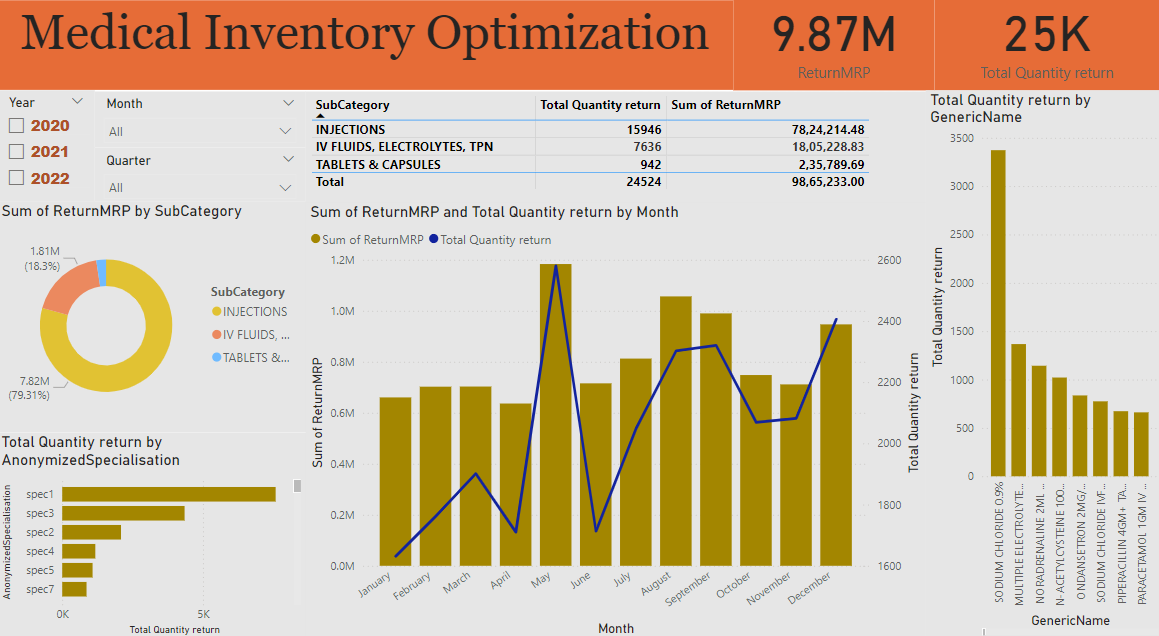 Medical Inventory Optimization
9.87M
ReturnMRP
25K
Total Quantity return
Year
2020
2021
2022
Month
All
Quarter
All
SubCategory Total Quantity return Sum of ReturnMRP
INJECTIONS 15946 78,24,214.48
IV FLUIDS, ELECTROLYTES, TPN 7636 18,05,228.83
TABLETS & CAPSULES 942 2,35,789.69
Total 24524 98,65,233.00
Sum of ReturnMRP by SubCategory
1.81M
(18.3%)
7.82M
(79.31%)
SubCategory
INJECTIONS
IV FLUIDS, ...
TABLETS &...
Total Quantity return by
AnonymizedSpecialisation
AnonymizedSpecialisation
spec1
spec3
spec2
spec4
spec5
spec7
0K 5K
Total Quantity return
Sum of ReturnMRP and Total Quantity return by Month
Sum of ReturnMRP Total Quantity return
Sum of ReturnMRP
1.2M
1.0M
0.8M
0.6M
0.4M
0.2M
0.0M
2600
2400
2200
2000
1800
1600
Total Quantity return
January February March April May June July August September October November December
Month
Total Quantity return by
GenericName
Total Quantity return
3500
3000
2500
2000
1500
1000
500
0
SODIUM CHLORIDE 0.9%
MULTIPLE ELECTROLYTE...
NORADRENALINE 2ML ...
N- ACETYLCYSTEINE 100...
ONDANSETRON 2MG/...
SODIUM CHLORIDE IVF...
PIPERACILLIN 4GM+ TA...
PARACETAMOL 1GM IV ...
GenericName